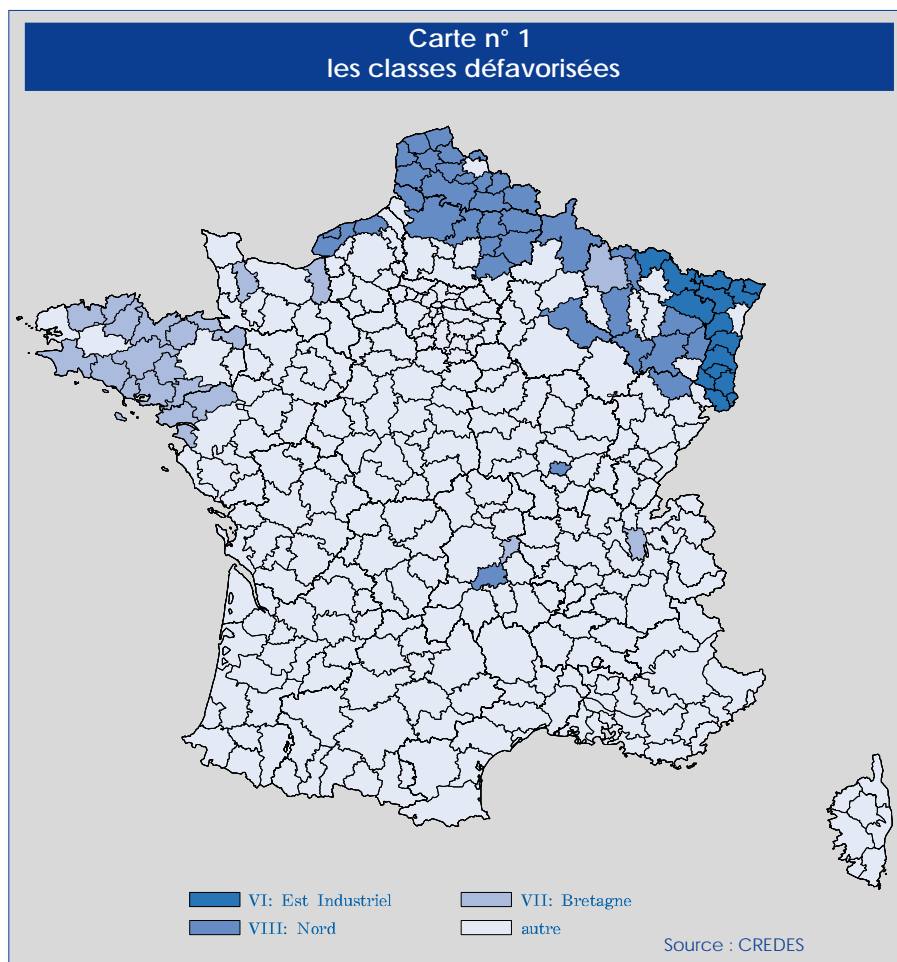 Carte n° 1
les classes défavorisées
VI: Est Industriel
VII: Bretagne
VIII: Nord
autre
Source : CREDES